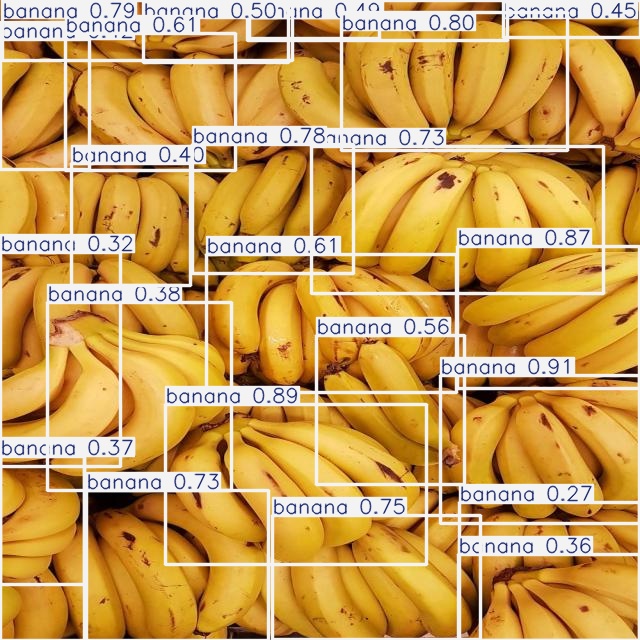 banana 0.79
banana 0.50
0.49
banana 0.45
banana 0.61
banana 0.80
banana 0.78
banana 0.73
banana 0.40
banana 0.32
banana 0.61
banana 0.87
banana 0.38
banana 0.56
banana 0.91
banana 0.89
banana 0.37
banana 0.73
banana 0.75
banana 0.27
banana 0.36